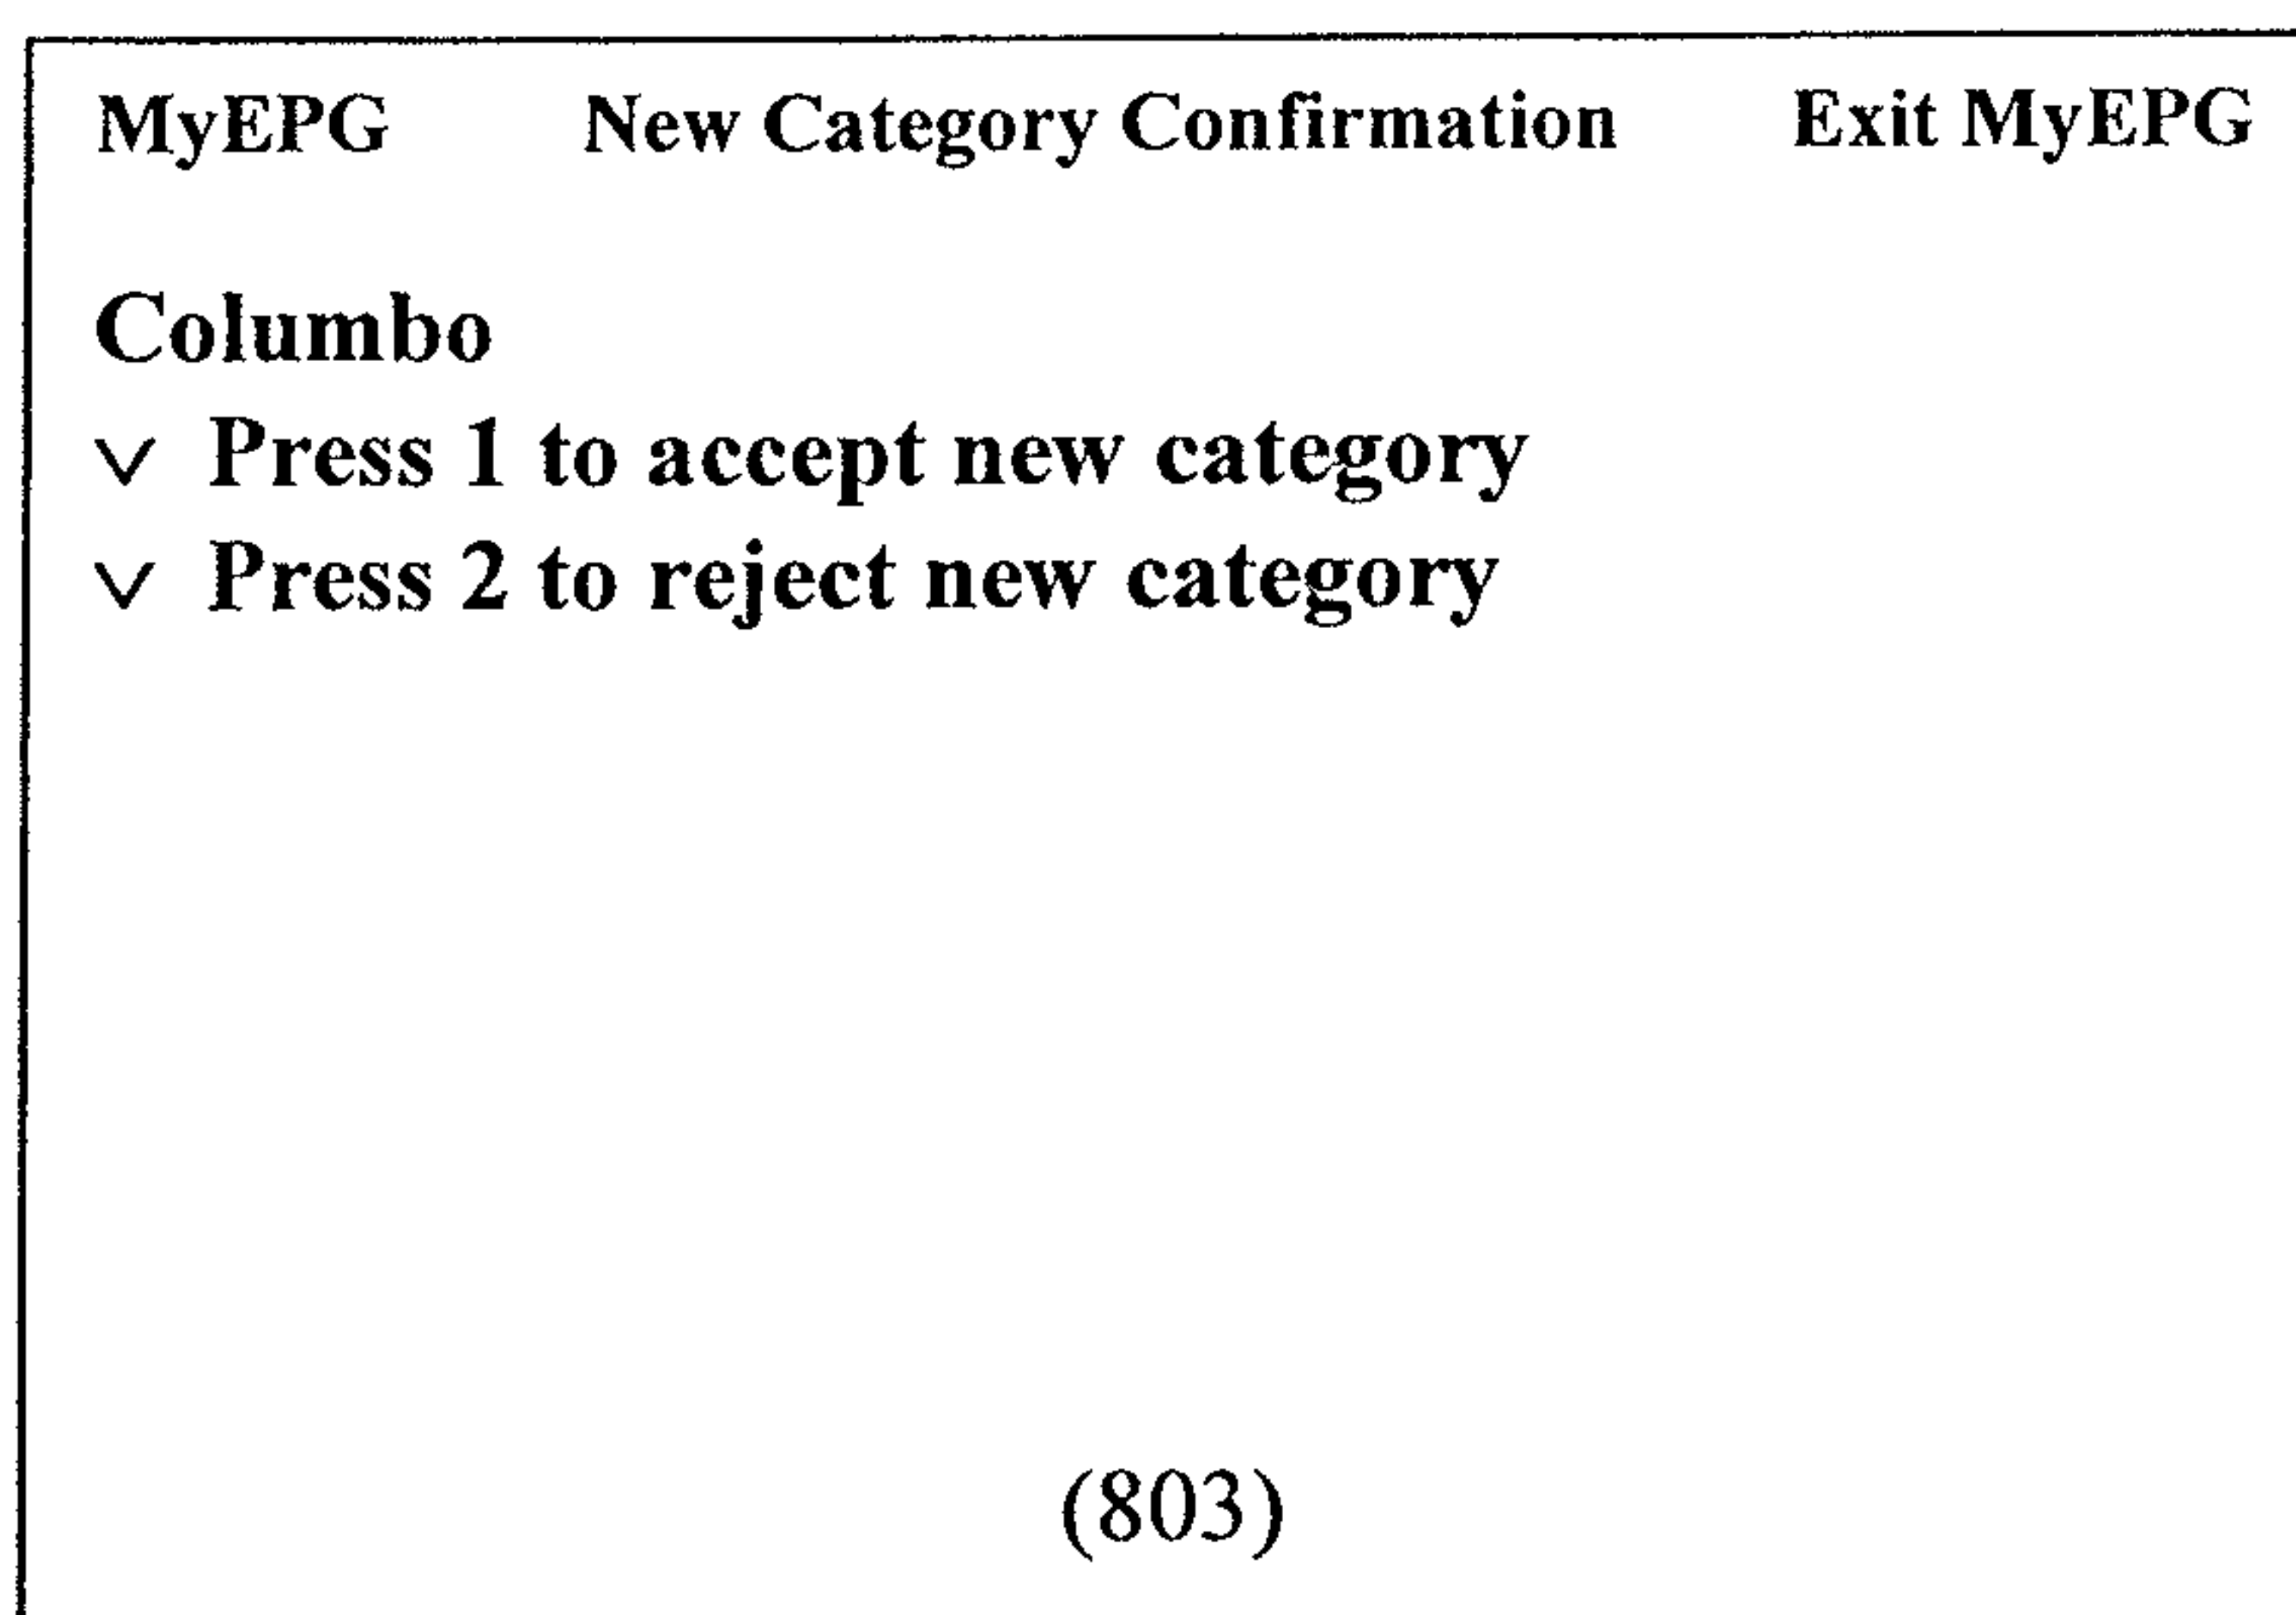 MyEPG New Category Confirmation Exit MyEPG
Columbo
∨ Press 1 to accept new category
∨ Press 2 to reject new category
(803)